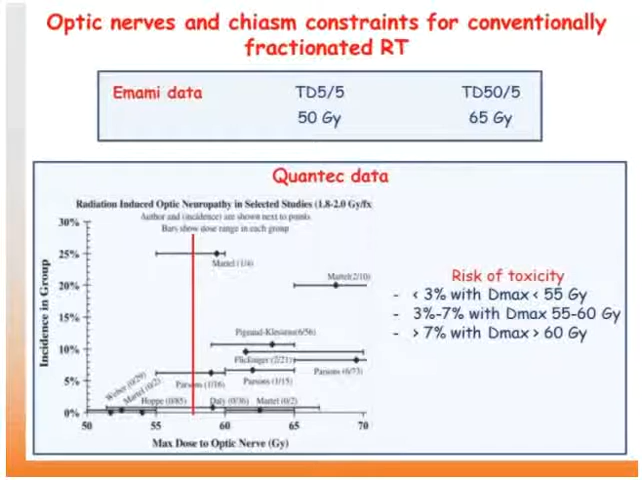 Optic nerves and chiasm constraints for conventionally
fractionated RT
Emami data TD5/5 TD50/5
50 Gy 65 Gy
Quantec data
Radiation Induced Optic Neuropathy in Selected Studies (1.8-2.0 Gy/fx
Author and (incidence) are shown next to points
Bars show dose range in each group
Incidence in Group
30%
25%
20%
15%
10%
5%
0%
Martel (1/4)
Martel(2/10)
Flickinger (2/21)
Parsons (6/73)
Parsons (1/16)
Parsons (1/15)
Weber (0/29)
Martel (0/2)
Hoppe (0/85)
Daly (0/36)
Martel (0/2)
50 55 60 65 70
Max Dose to Optic Nerve (Gy)
Risk of toxicity
- < 3% with Dmax < 55 Gy
- 3%-7% with Dmax 55-60 Gy
- > 7% with Dmax > 60 Gy